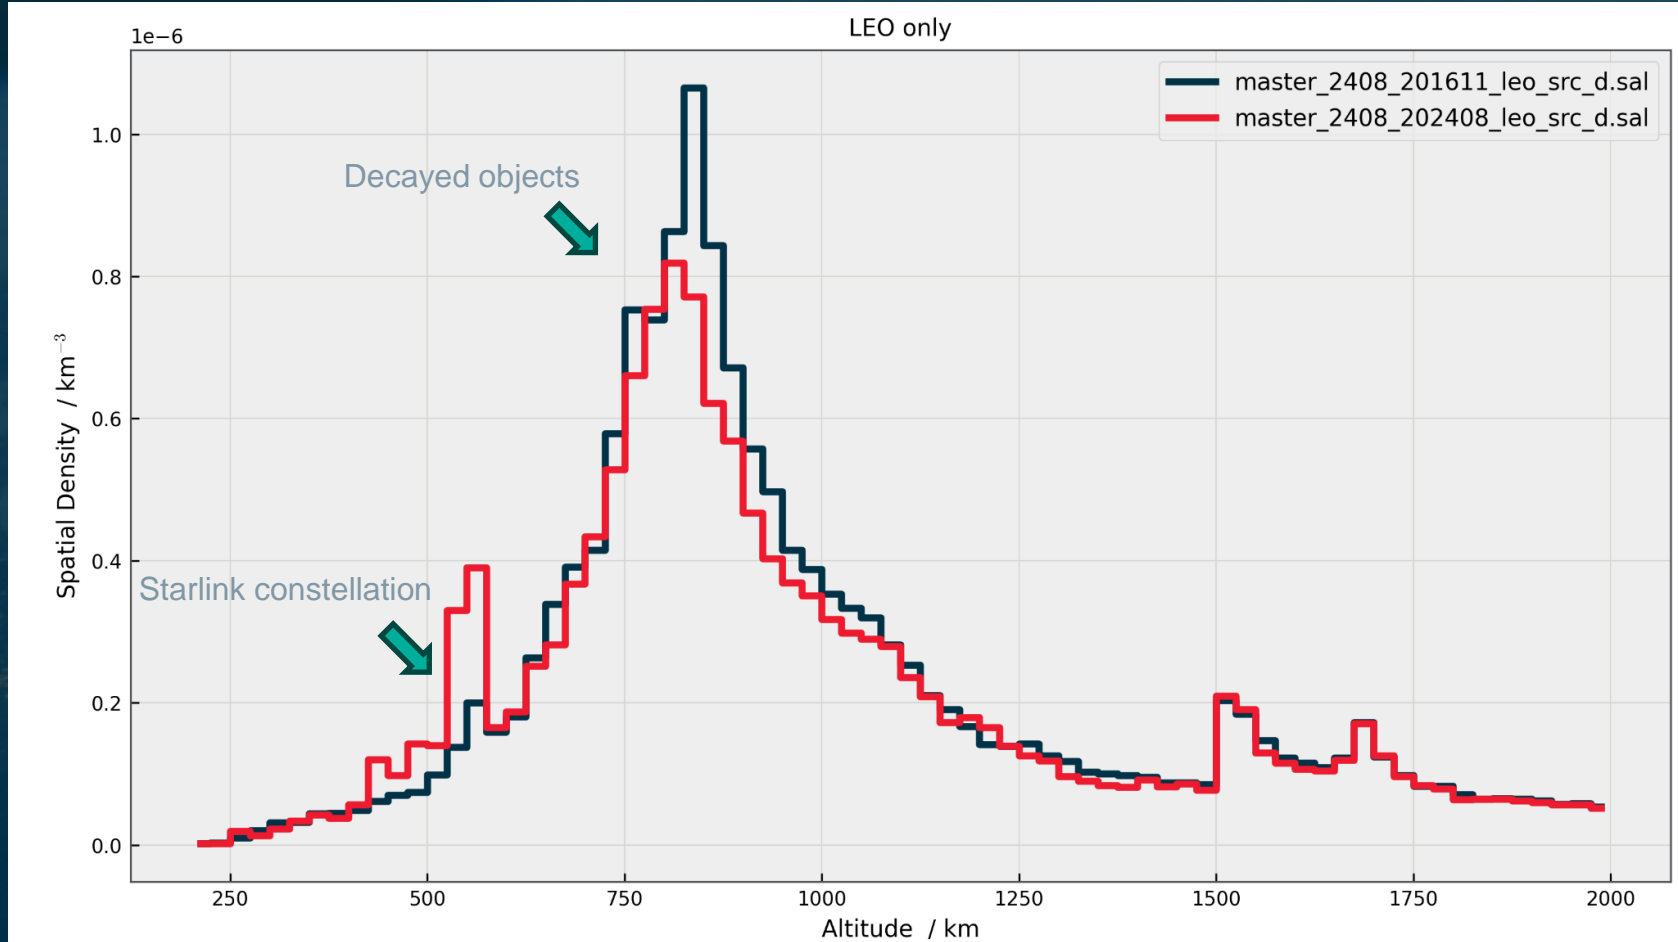 LEO only
1e−6
master_2408_201611_leo_src_d.sal
master_2408_202408_leo_src_d.sal
1.0
Decayed objects
0.8
Spatial Density / km⁻³
0.6
0.4
Starlink constellation
0.2
0.0
250 500 750 1000 1250 1500 1750 2000
Altitude / km